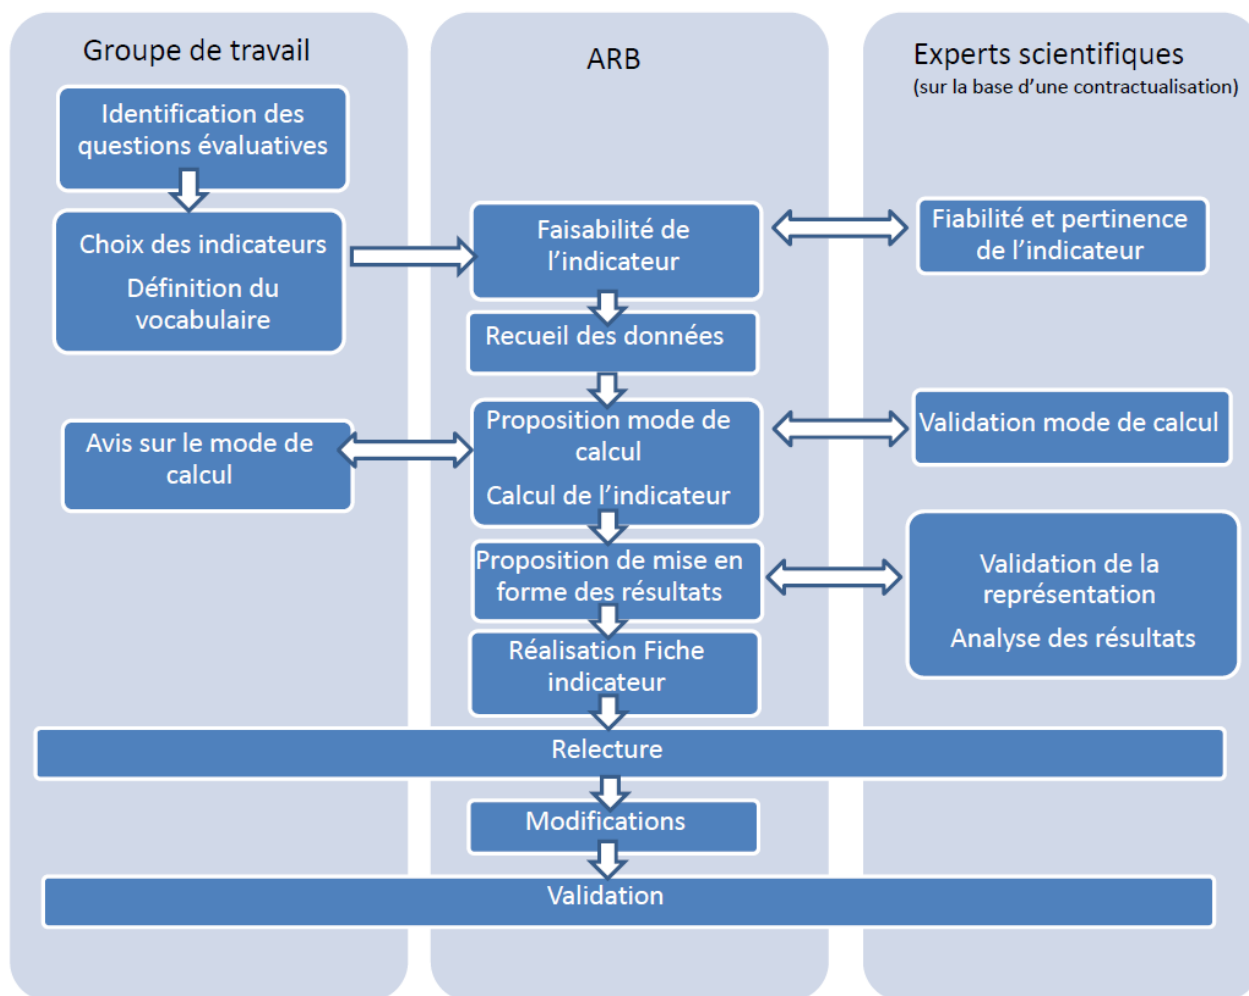 Groupe de travail
Identification des
questions évaluatives
Choix des indicateurs
Définition du
vocabulaire
Avis sur le mode de
calcul
ARB
Faisabilité de
l’indicateur
Recueil des données
Proposition mode de
calcul
Calcul de l’indicateur
Proposition de mise en
forme des résultats
Réalisation Fiche
indicateur
Experts scientifiques
(sur la base d’une contractualisation)
Fiabilité et pertinence
de l’indicateur
Validation mode de calcul
Validation de la
représentation
Analyse des résultats
Relecture
Modifications
Validation